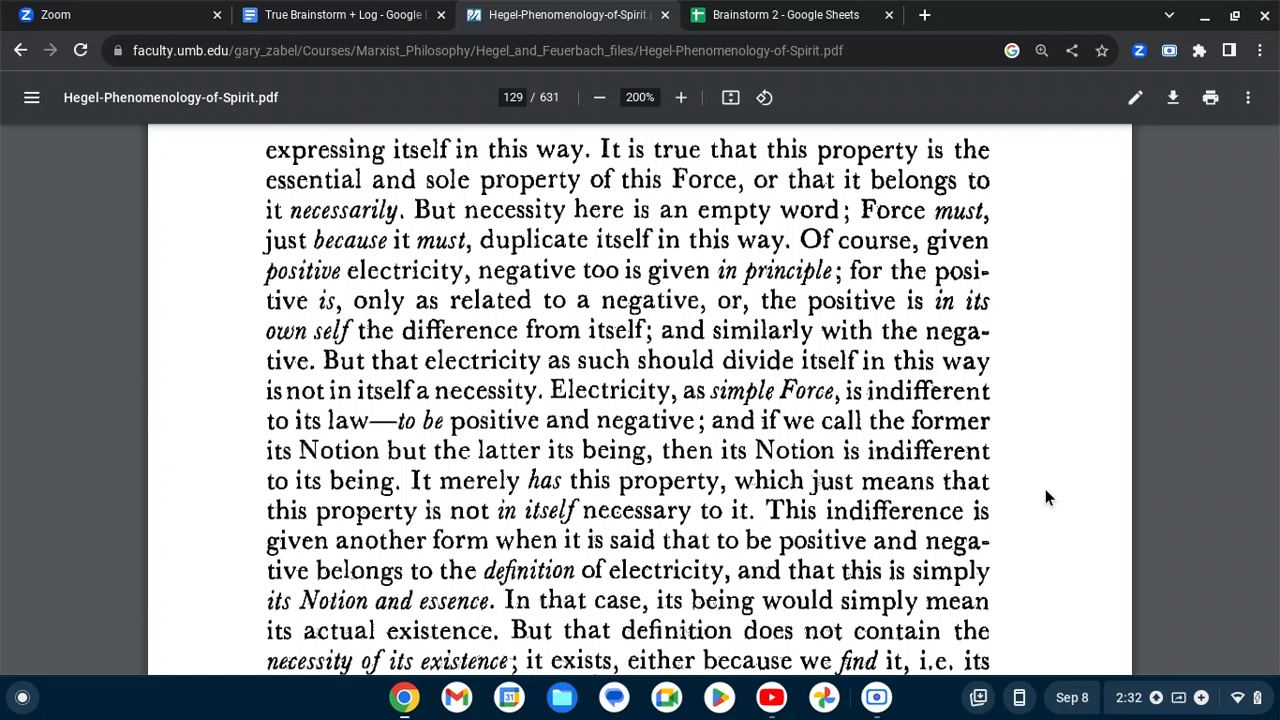 Zoom
True Brainstorm + Log - Google D
Hegel-Phenomenology-of-Spirit.p
Brainstorm 2 - Google Sheets
faculty.umb.edu/gary_zabel/Courses/Marxist_Philosophy/Hegel_and_Feuerbach_files/Hegel-Phenomenology-of-Spirit.pdf
Hegel-Phenomenology-of-Spirit.pdf
129 / 631
200%
expressing itself in this way. It is true that this property is the
essential and sole property of this Force, or that it belongs to
it necessarily. But necessity here is an empty word; Force must,
just because it must, duplicate itself in this way. Of course, given
positive electricity, negative too is given in principle; for the posi-
tive is, only as related to a negative, or, the positive is in its
own self the difference from itself; and similarly with the nega-
tive. But that electricity as such should divide itself in this way
is not in itself a necessity. Electricity, as simple Force, is indifferent
to its law—to be positive and negative; and if we call the former
its Notion but the latter its being, then its Notion is indifferent
to its being. It merely has this property, which just means that
this property is not in itself necessary to it. This indifference is
given another form when it is said that to be positive and nega-
tive belongs to the definition of electricity, and that this is simply
its Notion and essence. In that case, its being would simply mean
its actual existence. But that definition does not contain the
necessity of its existence; it exists, either because we find it, i.e. its
31
Sep 8
2:32